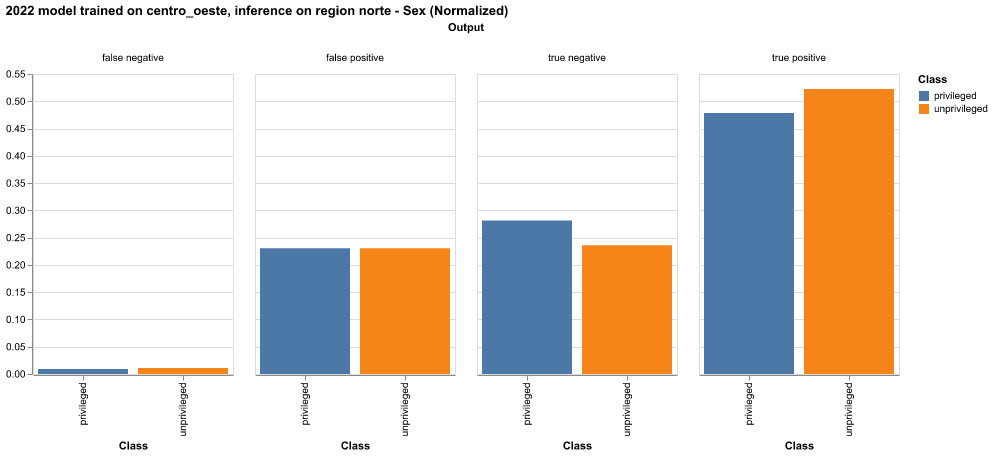 2022 model trained on centro_oeste, inference on region norte - Sex (Normalized)
Output
false negative
false positive
true negative
true positive
0.55
0.50
0.45
0.40
0.35
0.30
0.25
0.20
0.15
0.10
0.05
0.00
privileged
unprivileged
privileged
unprivileged
privileged
unprivileged
privileged
unprivileged
Class
Class
Class
Class
Class
privileged
unprivileged